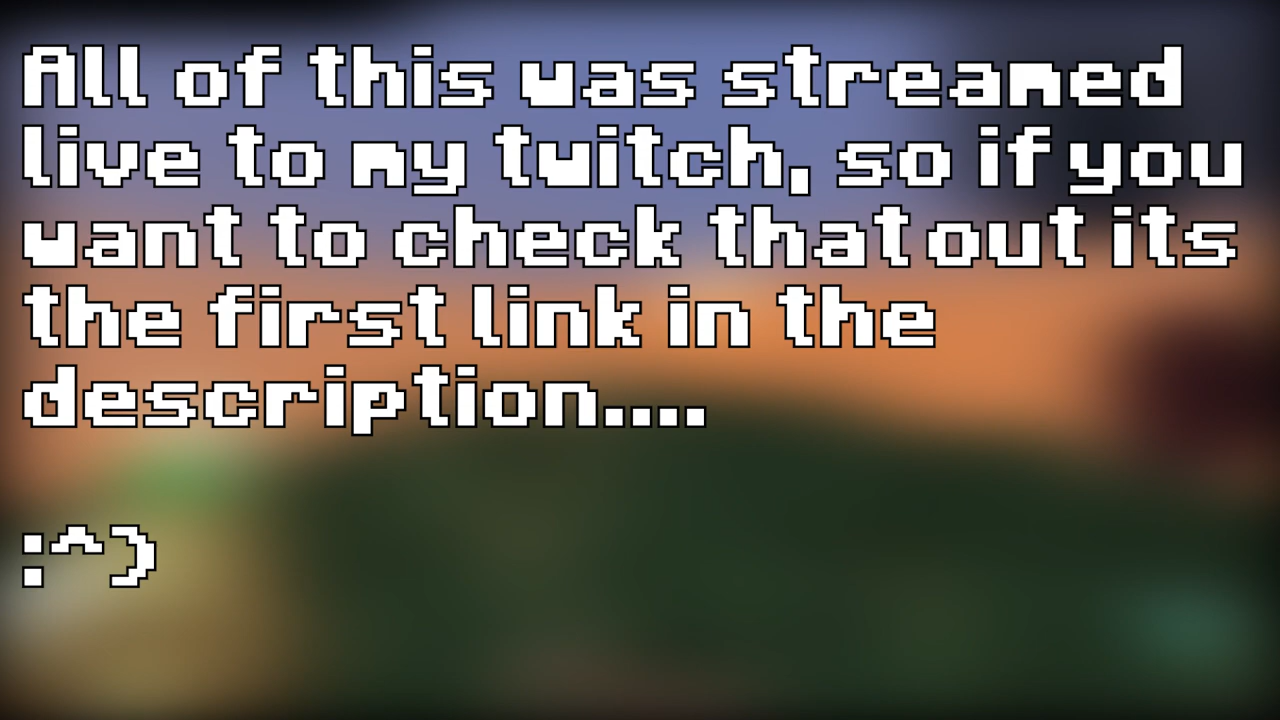 All of this was streamed
live to my twitch, so if you
want to check that out its
the first link in the
description....
:^)